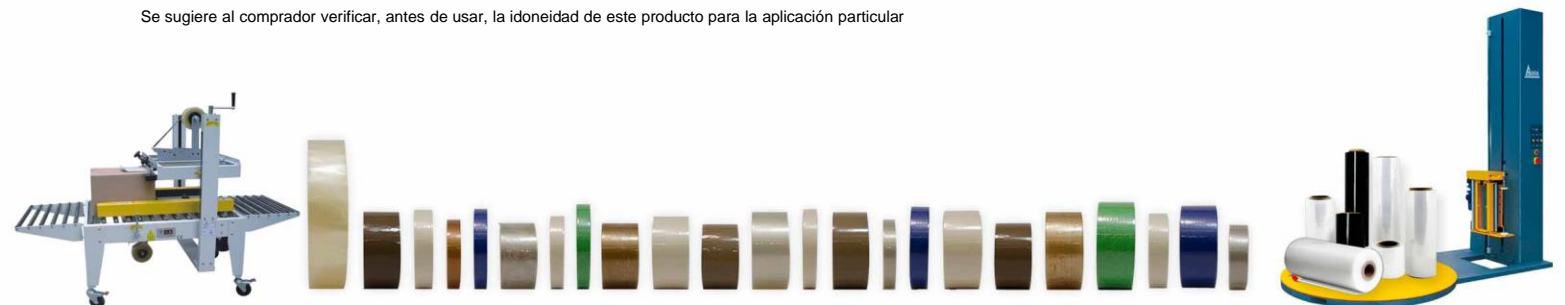 Se sugiere al comprador verificar, antes de usar, la idoneidad de este producto para la aplicación particular